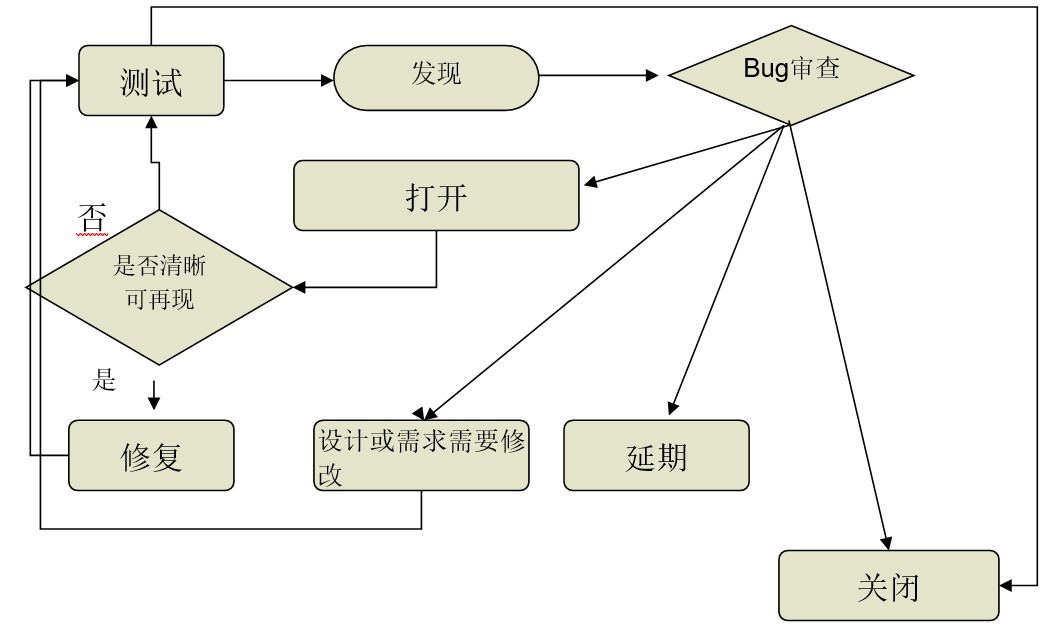 测试
发现
Bug审查
打开
否
是否清晰
可再现
是
修复
设计或需求需要修
改
延期
关闭